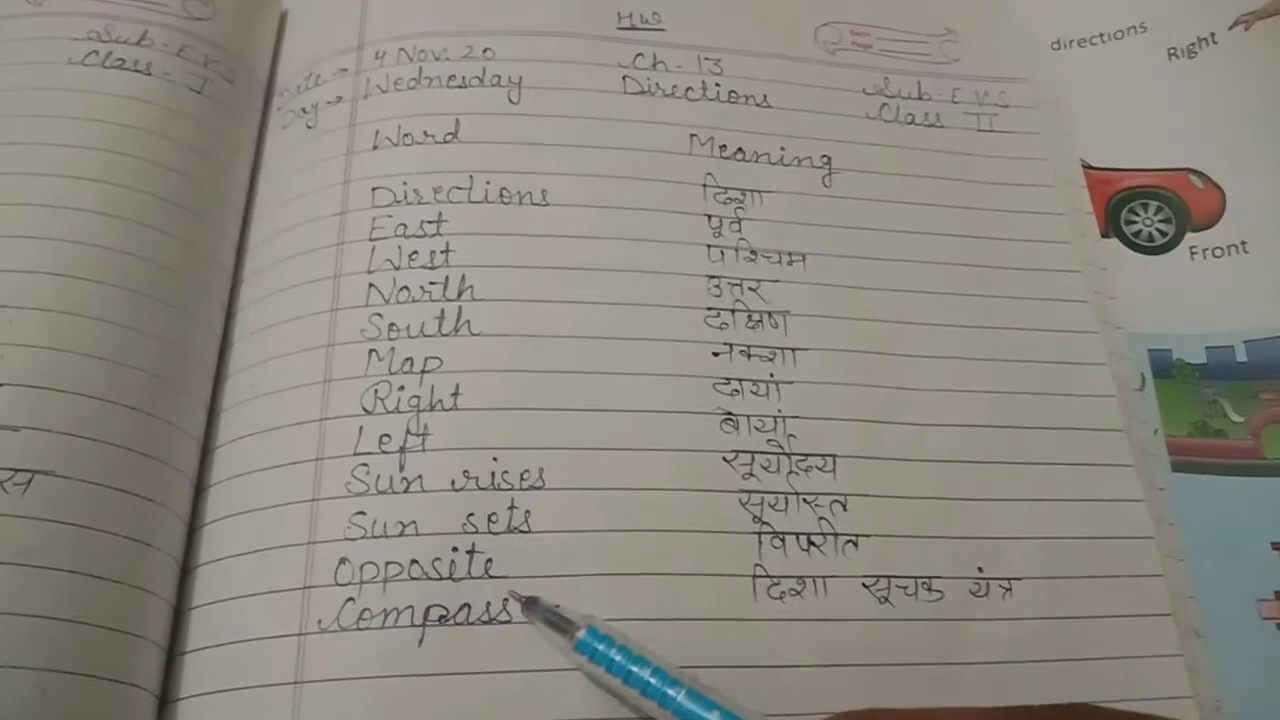 HW
Sub-E.V.S
Class-I
Date → 4 Nov. 20 Ch-13
Day → Wednesday Directions Sub-E.V.S
Class II
Word Meaning
Directions दिशा
East पूर्व
West पश्चिम
North उत्तर
South दक्षिण
Map नक्शा
Right दायां
Left बायां
Sun rises सूर्योदय
Sun sets सूर्यास्त
Opposite विपरीत
Compass दिशा सूचक यंत्र
directions
Right
Front